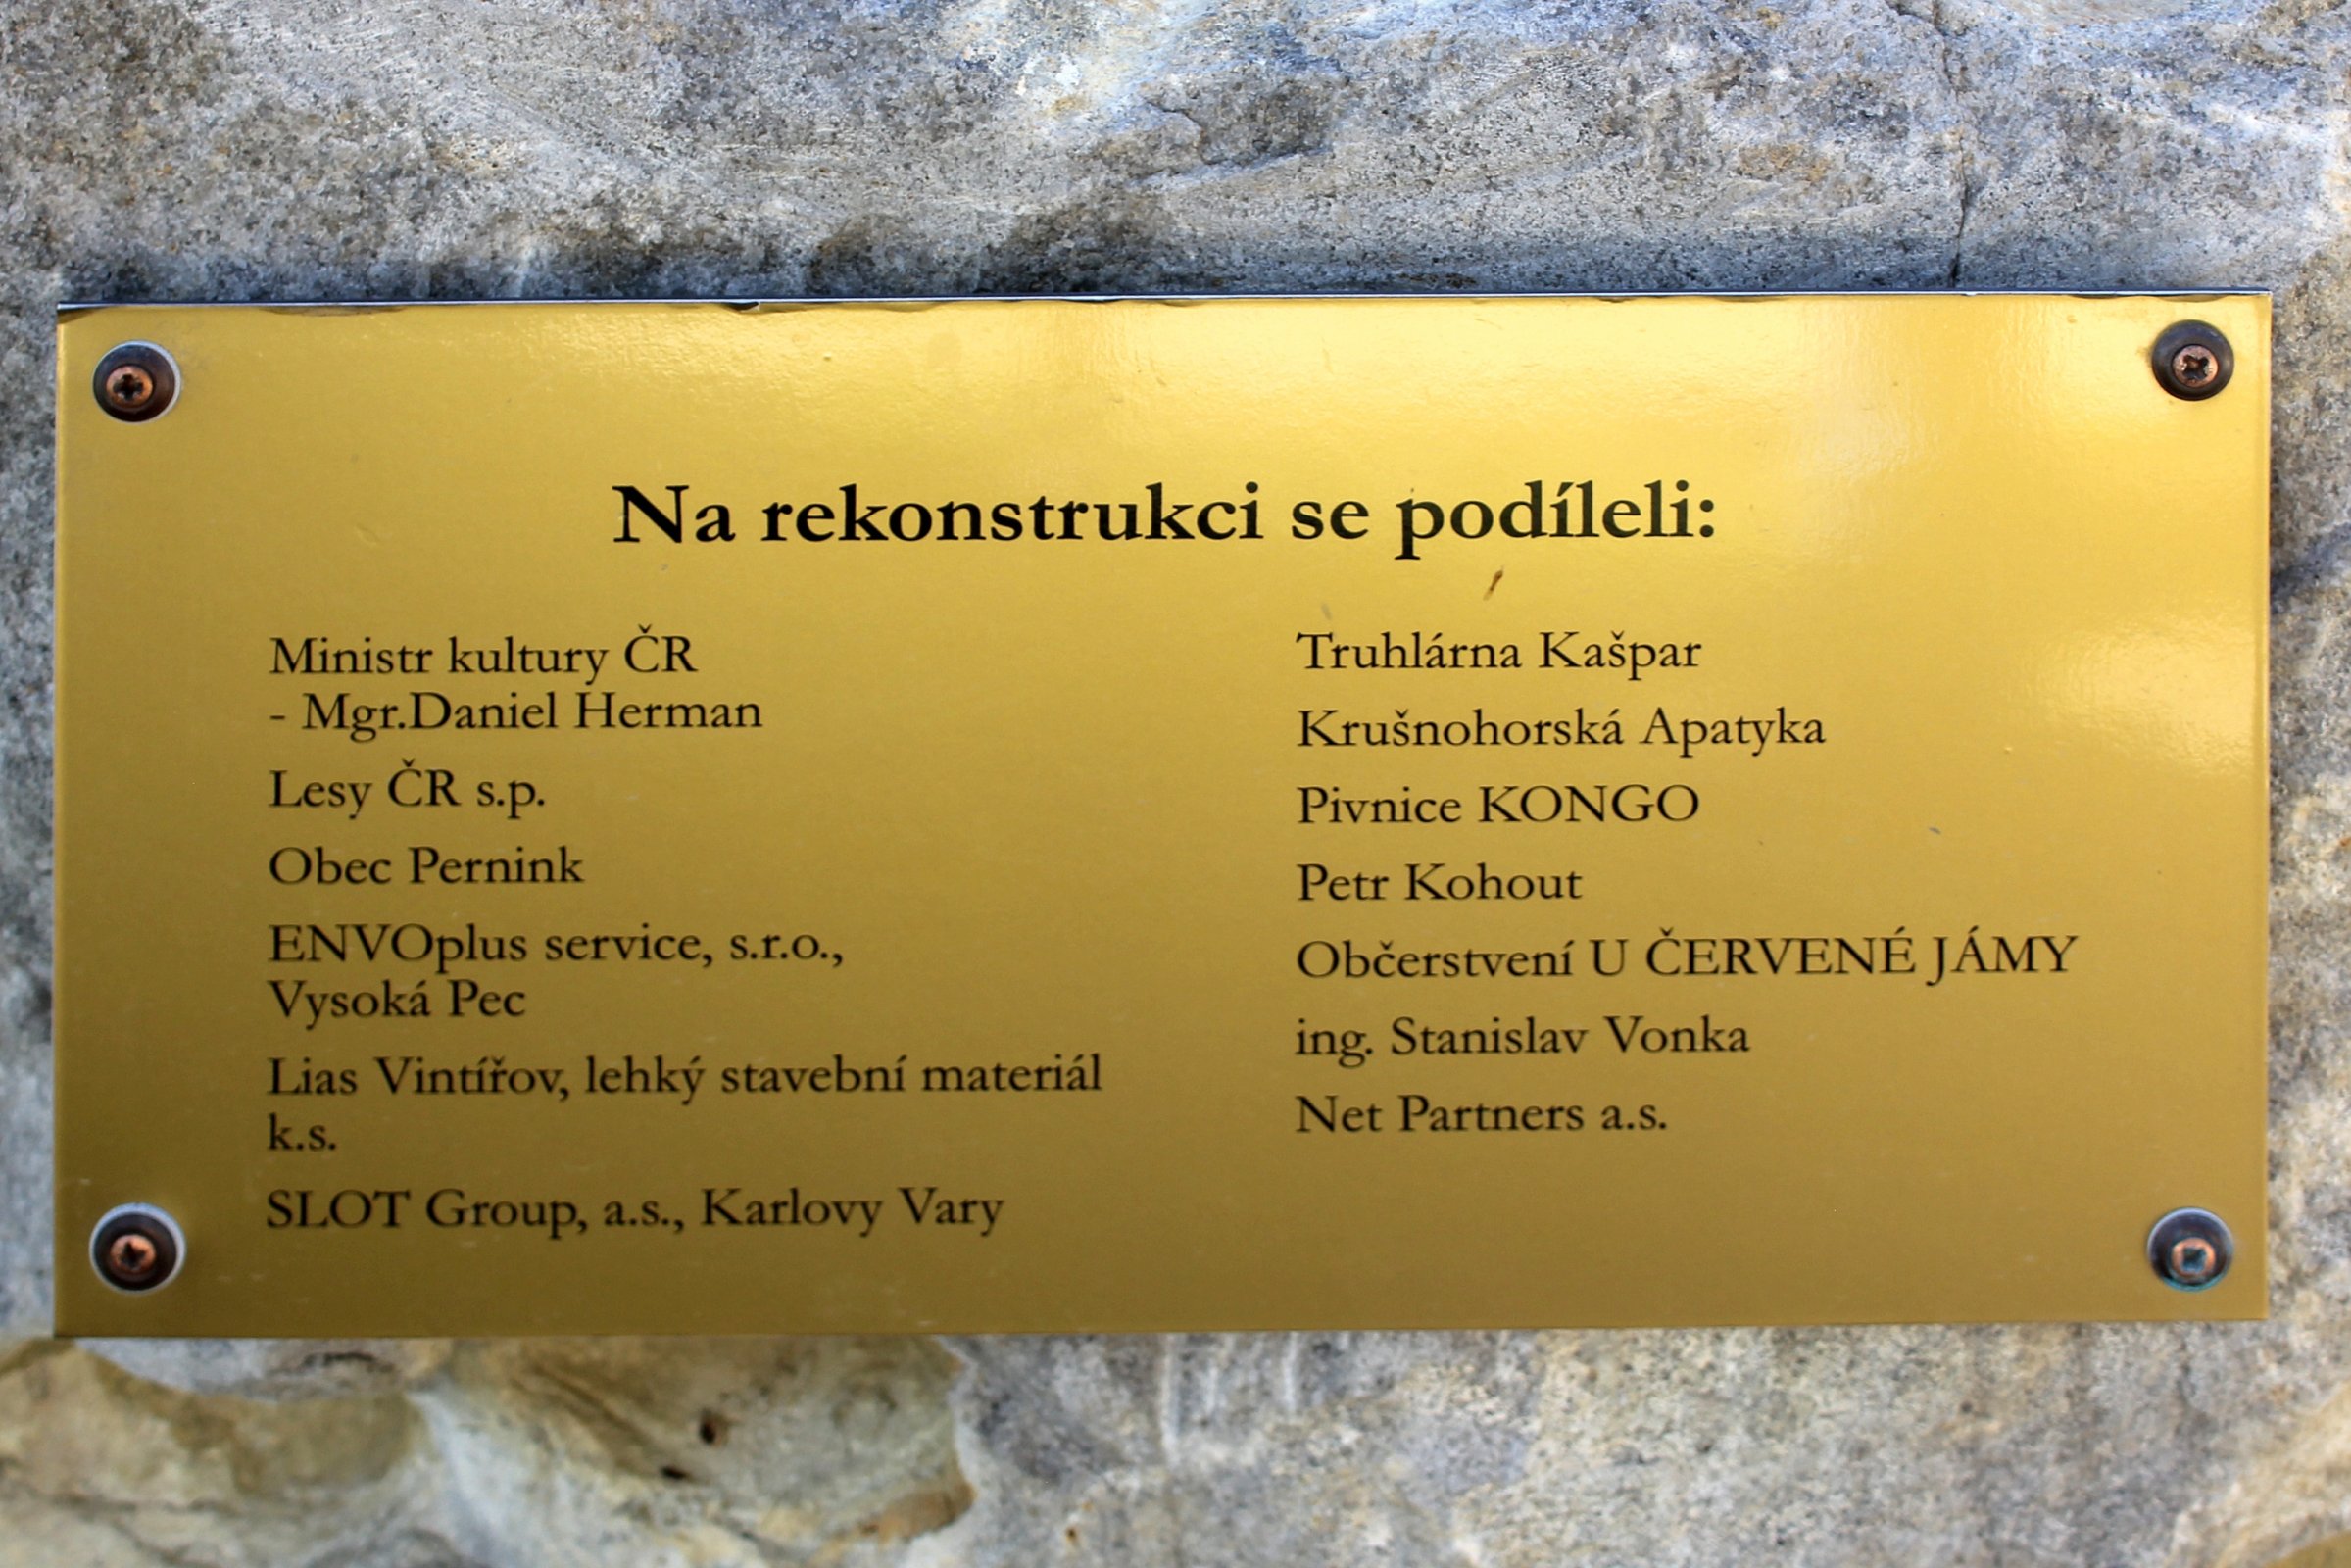 Na rekonstrukci se podíleli:
Ministr kultury ČR
- Mgr.Daniel Herman
Lesy ČR s.p.
Obec Pernink
ENVOplus service, s.r.o.,
Vysoká Pec
Lias Vintířov, lehký stavební materiál
k.s.
SLOT Group, a.s., Karlovy Vary
Truhlárna Kašpar
Krušnohorská Apatyka
Pivnice KONGO
Petr Kohout
Občerstvení U ČERVENÉ JÁMY
ing. Stanislav Vonka
Net Partners a.s.